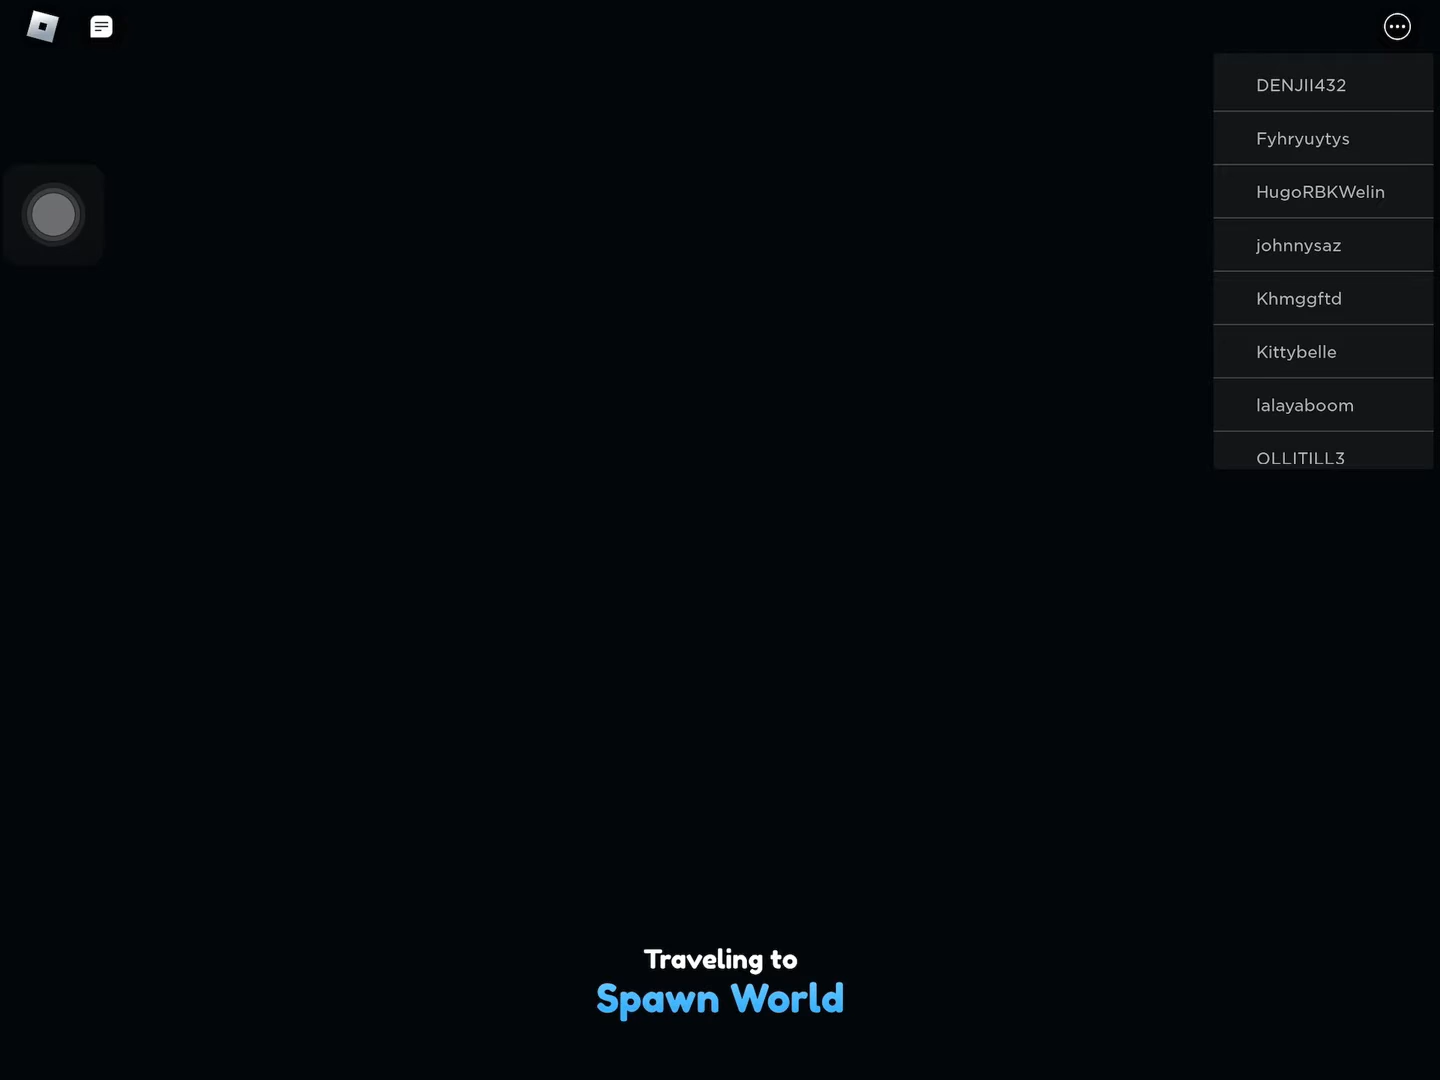 DENJII432
Fyhryuytys
HugoRBKWelin
johnnysaz
Khmggftd
Kittybelle
lalayaboom
OLLITILL3
Traveling to
Spawn World